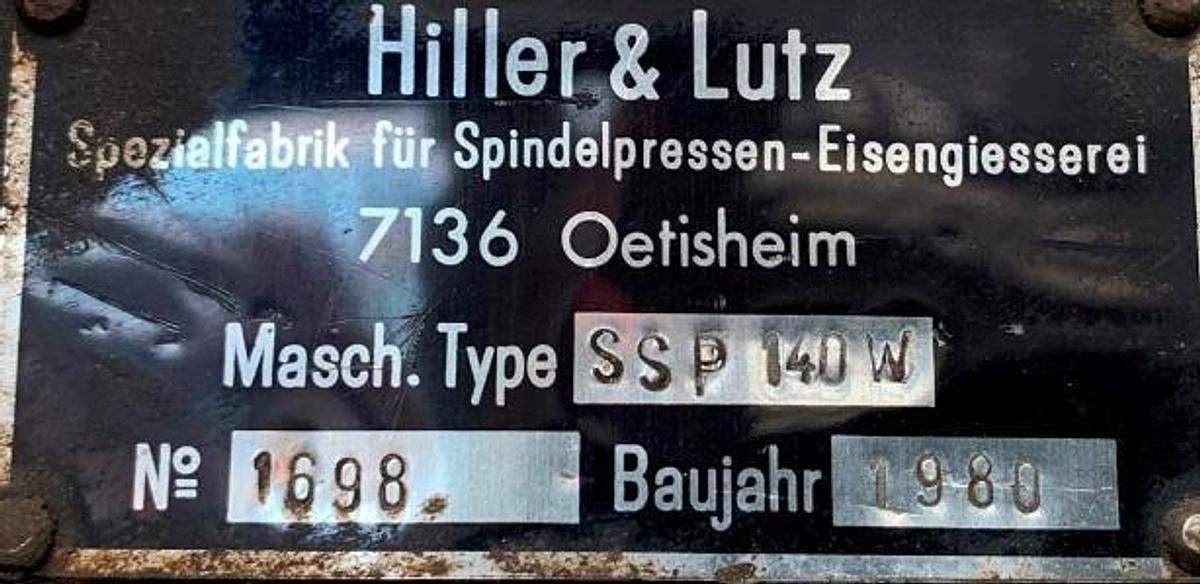 Hiller & Lutz
Spezialfabrik für Spindelpressen-Eisengiesserei
7136 Oetisheim
Masch. Type SSP 140 W
Nº 1698. Baujahr 1980